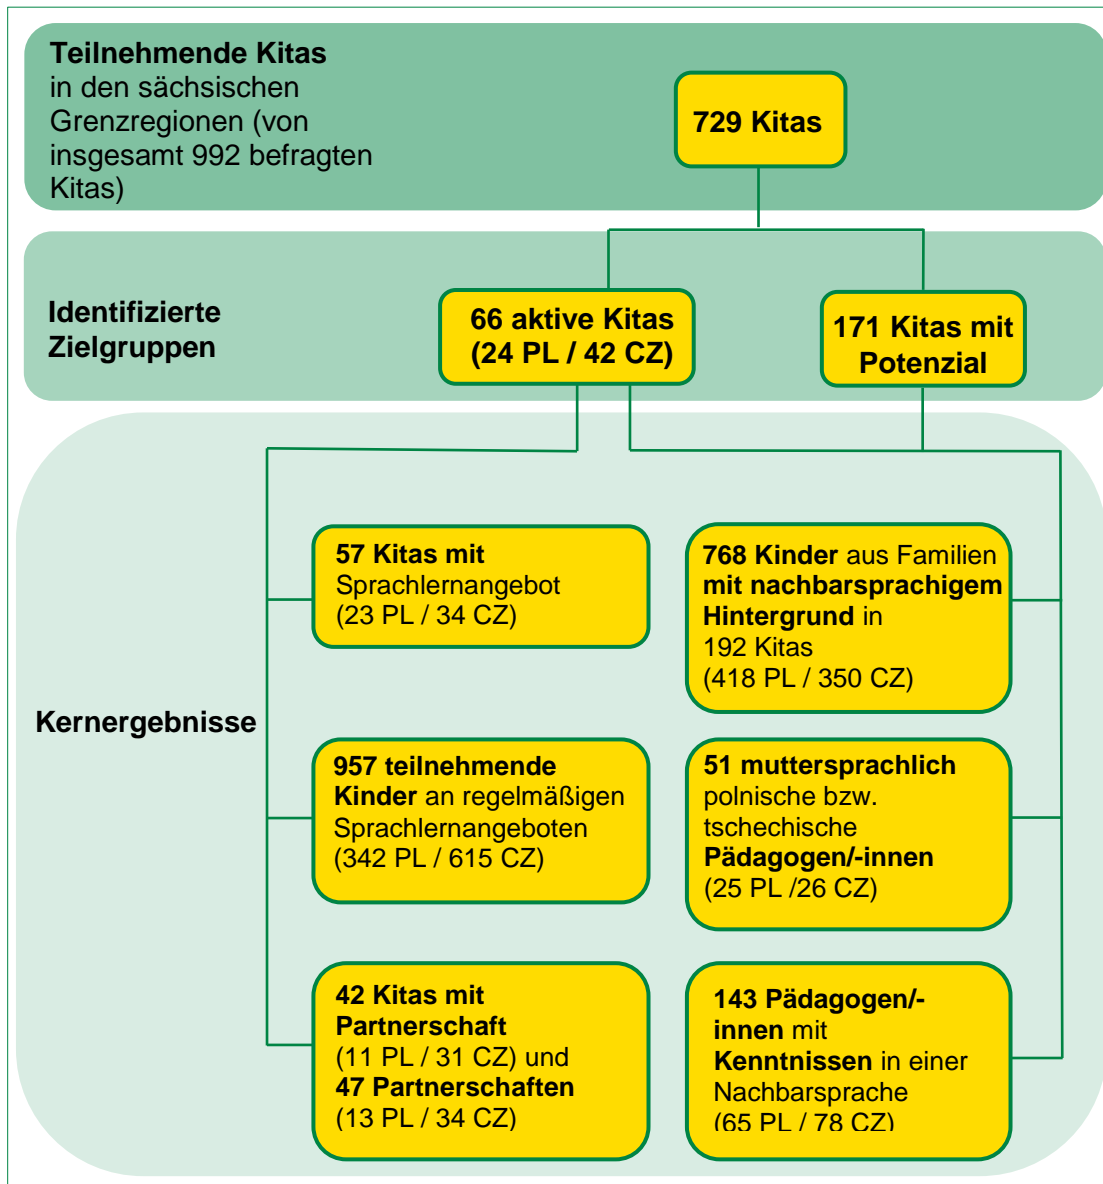 Teilnehmende Kitas
in den sächsischen
Grenzregionen (von
insgesamt 992 befragten
Kitas)
729 Kitas
Identifizierte
Zielgruppen
66 aktive Kitas
(24 PL / 42 CZ)
171 Kitas mit
Potenzial
Kernergebnisse
57 Kitas mit
Sprachlernangebot
(23 PL / 34 CZ)
768 Kinder aus Familien
mit nachbarsprachigem
Hintergrund in
192 Kitas
(418 PL / 350 CZ)
957 teilnehmende
Kinder an regelmäßigen
Sprachlernangeboten
(342 PL / 615 CZ)
51 muttersprachlich
polnische bzw.
tschechische
Pädagogen/-innen
(25 PL /26 CZ)
42 Kitas mit
Partnerschaft
(11 PL / 31 CZ) und
47 Partnerschaften
(13 PL / 34 CZ)
143 Pädagogen/-
innen mit
Kenntnissen in einer
Nachbarsprache
(65 PL / 78 CZ)